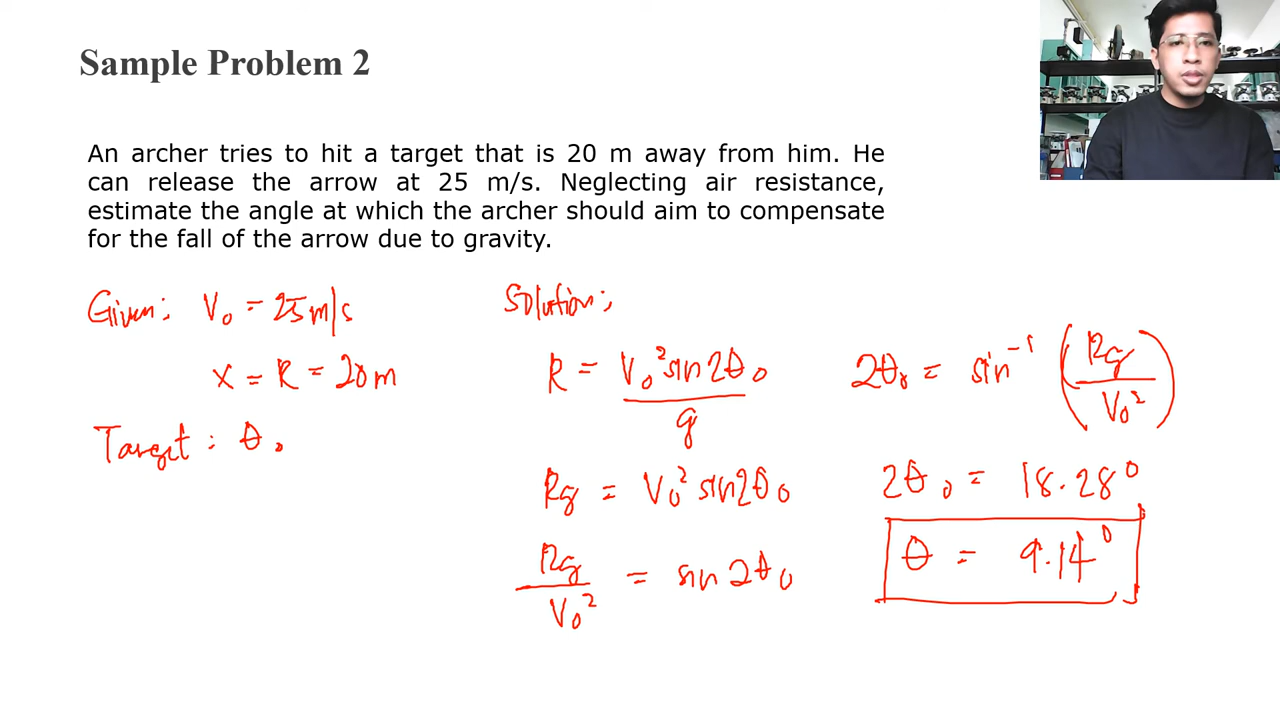 Sample Problem 2
An archer tries to hit a target that is 20 m away from him. He
can release the arrow at 25 m/s. Neglecting air resistance,
estimate the angle at which the archer should aim to compensate
for the fall of the arrow due to gravity.
Given: V₀ = 25 m/s
x = R = 20 m
Target: θ₀
Solution:
R = V₀² sin 2θ₀ / g
Rg = V₀² sin 2θ₀
Rg / V₀² = sin 2θ₀
2θ₀ = sin⁻¹ (Rg / V₀²)
2θ₀ = 18.28°
θ = 9.14°